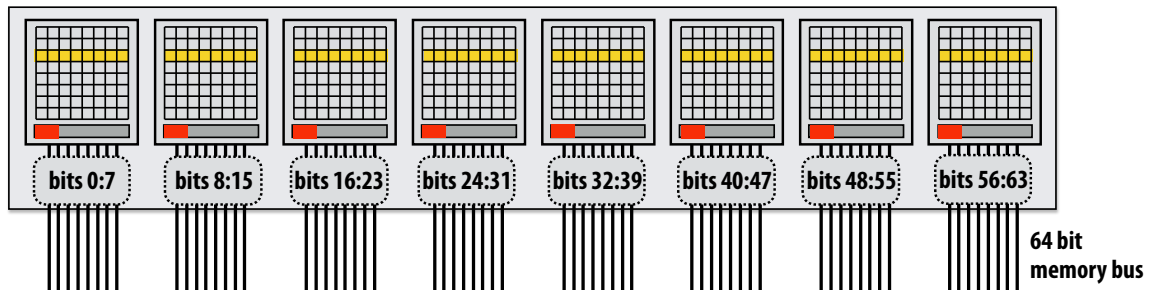 bits 0:7
bits 8:15
bits 16:23
bits 24:31
bits 32:39
bits 40:47
bits 48:55
bits 56:63
64 bit
memory bus